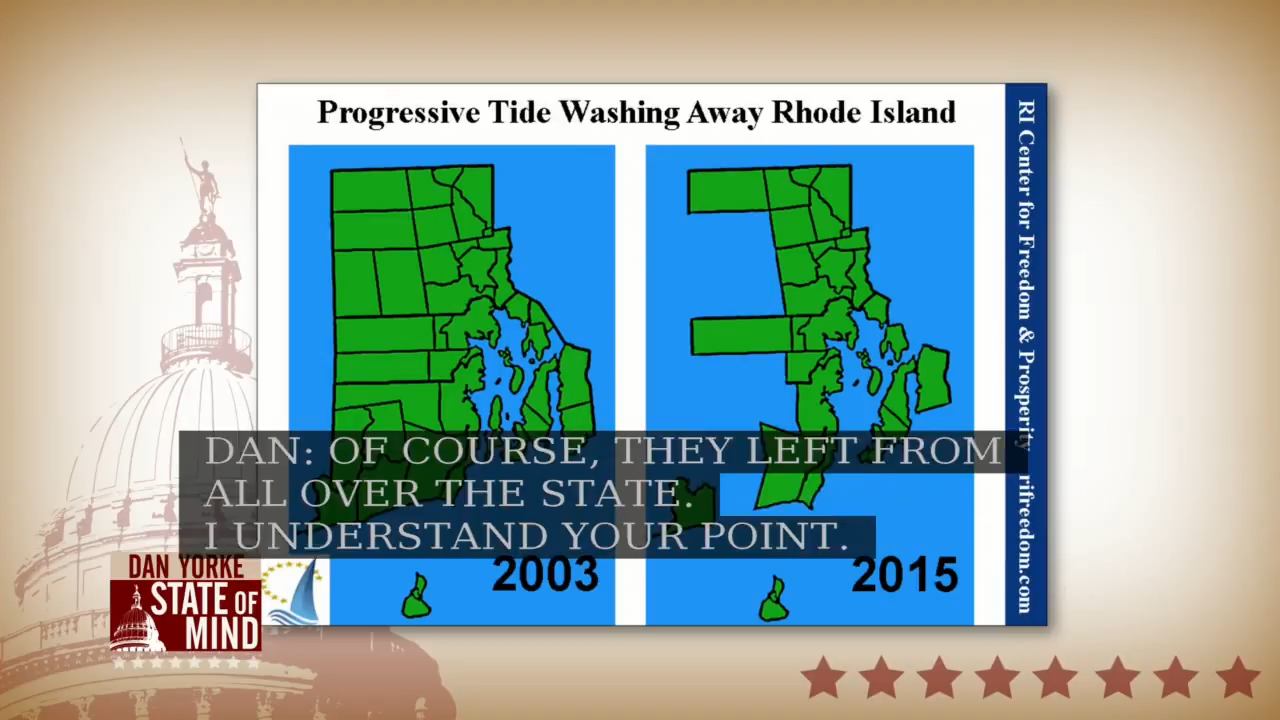 Progressive Tide Washing Away Rhode Island
RI Center for Freedom & Prosperity rifreedom.com
DAN: OF COURSE, THEY LEFT FROM
ALL OVER THE STATE.
I UNDERSTAND YOUR POINT.
2003
2015
DAN YORKE
STATE OF
MIND